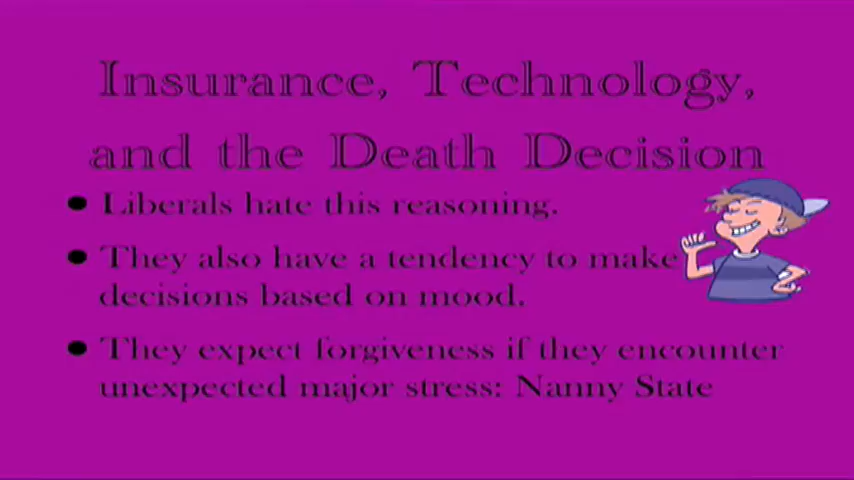 Insurance, Technology,
and the Death Decision
• Liberals hate this reasoning.
• They also have a tendency to make
decisions based on mood.
• They expect forgiveness if they encounter
unexpected major stress: Nanny State